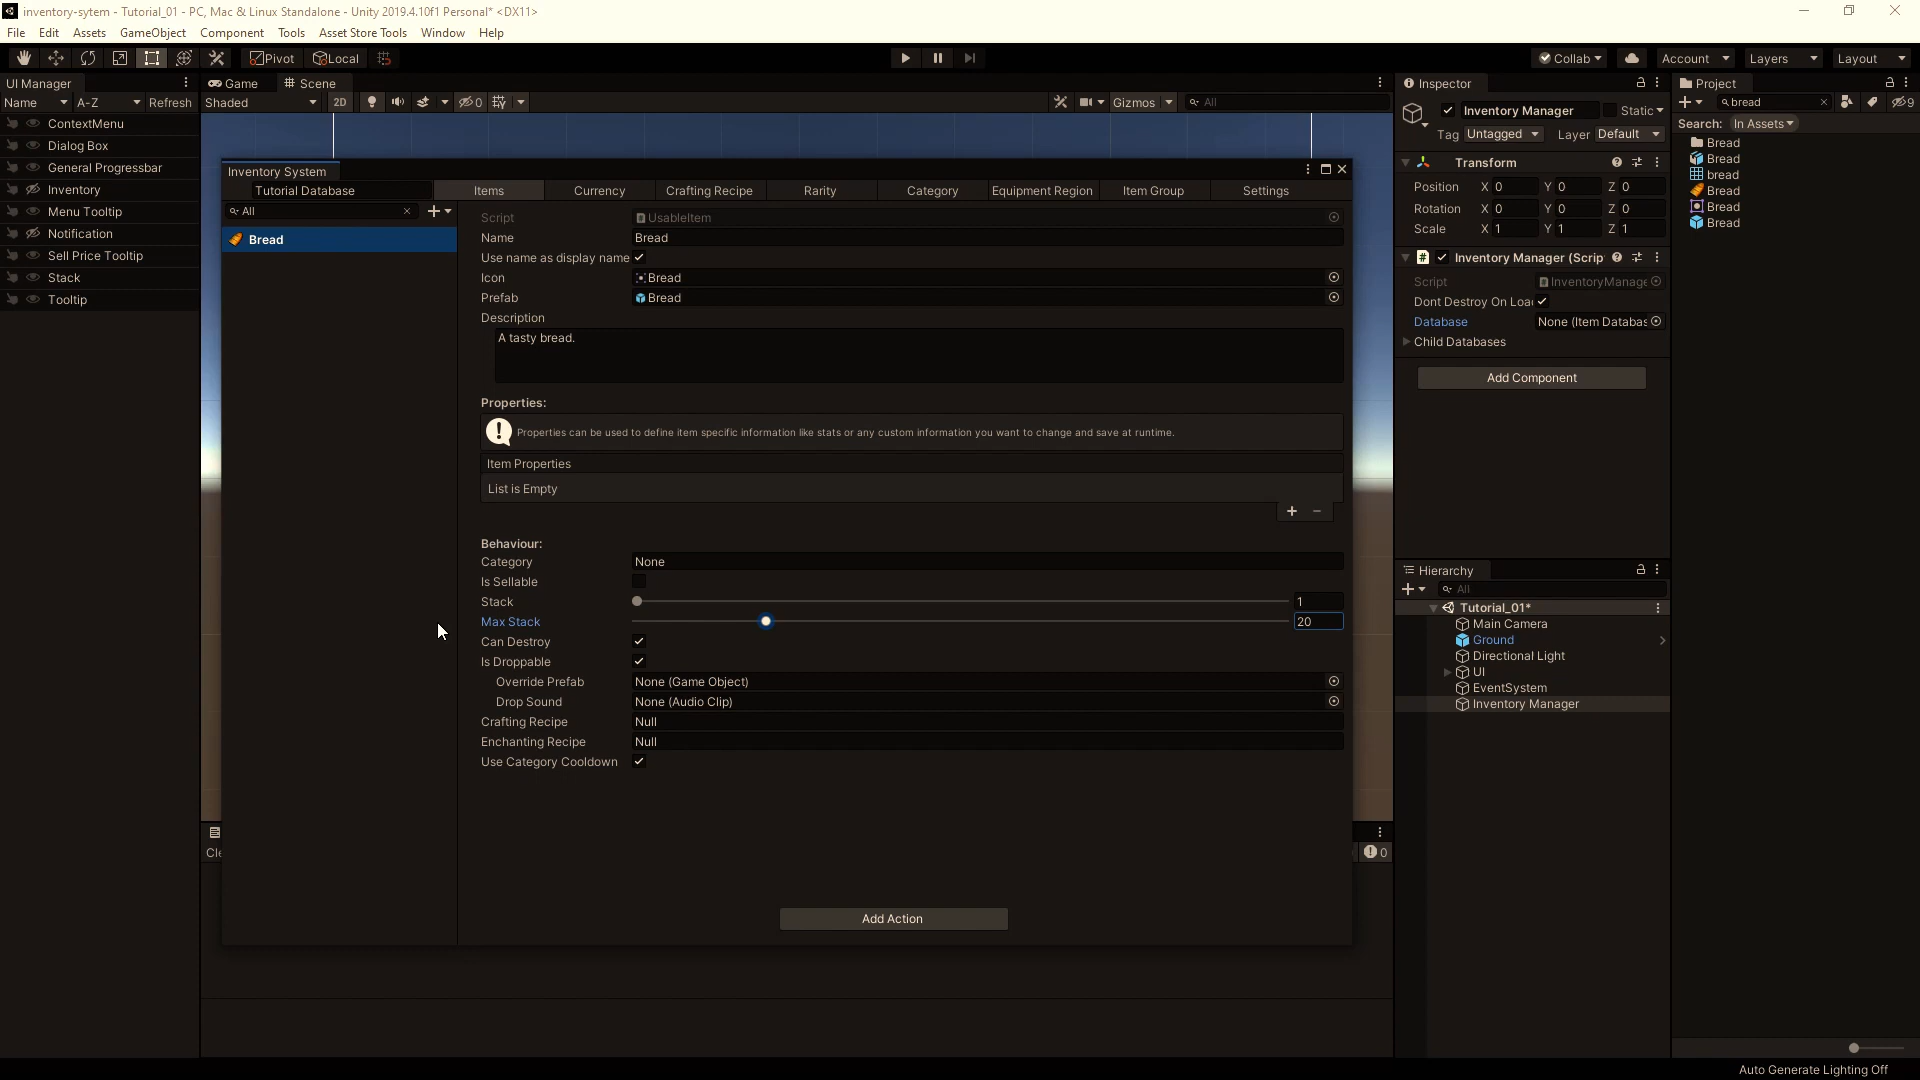 inventory-sytem - Tutorial_01 - PC, Mac & Linux Standalone - Unity 2019.4.10f1 Personal* <DX11>
File Edit Assets GameObject Component Tools Asset Store Tools Window Help
Pivot Local Collab Account Layers Layout
UI Manager
Name A-Z Refresh
ContextMenu
Dialog Box
General Progressbar
Inventory
Menu Tooltip
Notification
Sell Price Tooltip
Stack
Tooltip
Game Scene
Shaded 2D 0 Gizmos All
Inventory System
Tutorial Database Items Currency Crafting Recipe Rarity Category Equipment Region Item Group Settings
All
Bread
Script UsableItem
Name Bread
Use name as display name
Icon Bread
Prefab Bread
Description
A tasty bread.
Properties:
Properties can be used to define item specific information like stats or any custom information you want to change and save at runtime.
Item Properties
List is Empty
+ −
Behaviour:
Category None
Is Sellable
Stack 1
Max Stack 20
Can Destroy
Is Droppable
Override Prefab None (Game Object)
Drop Sound None (Audio Clip)
Crafting Recipe Null
Enchanting Recipe Null
Use Category Cooldown
Add Action
Cle
0
Inspector
Inventory Manager Static
Tag Untagged Layer Default
Transform
Position X 0 Y 0 Z 0
Rotation X 0 Y 0 Z 0
Scale X 1 Y 1 Z 1
Inventory Manager (Scrip
Script InventoryManage
Dont Destroy On Loa
Database None (Item Databas
Child Databases
Add Component
Hierarchy
All
Tutorial_01*
Main Camera
Ground
Directional Light
UI
EventSystem
Inventory Manager
Project
bread 9
Search: In Assets
Bread
Bread
bread
Bread
Bread
Bread
Auto Generate Lighting Off